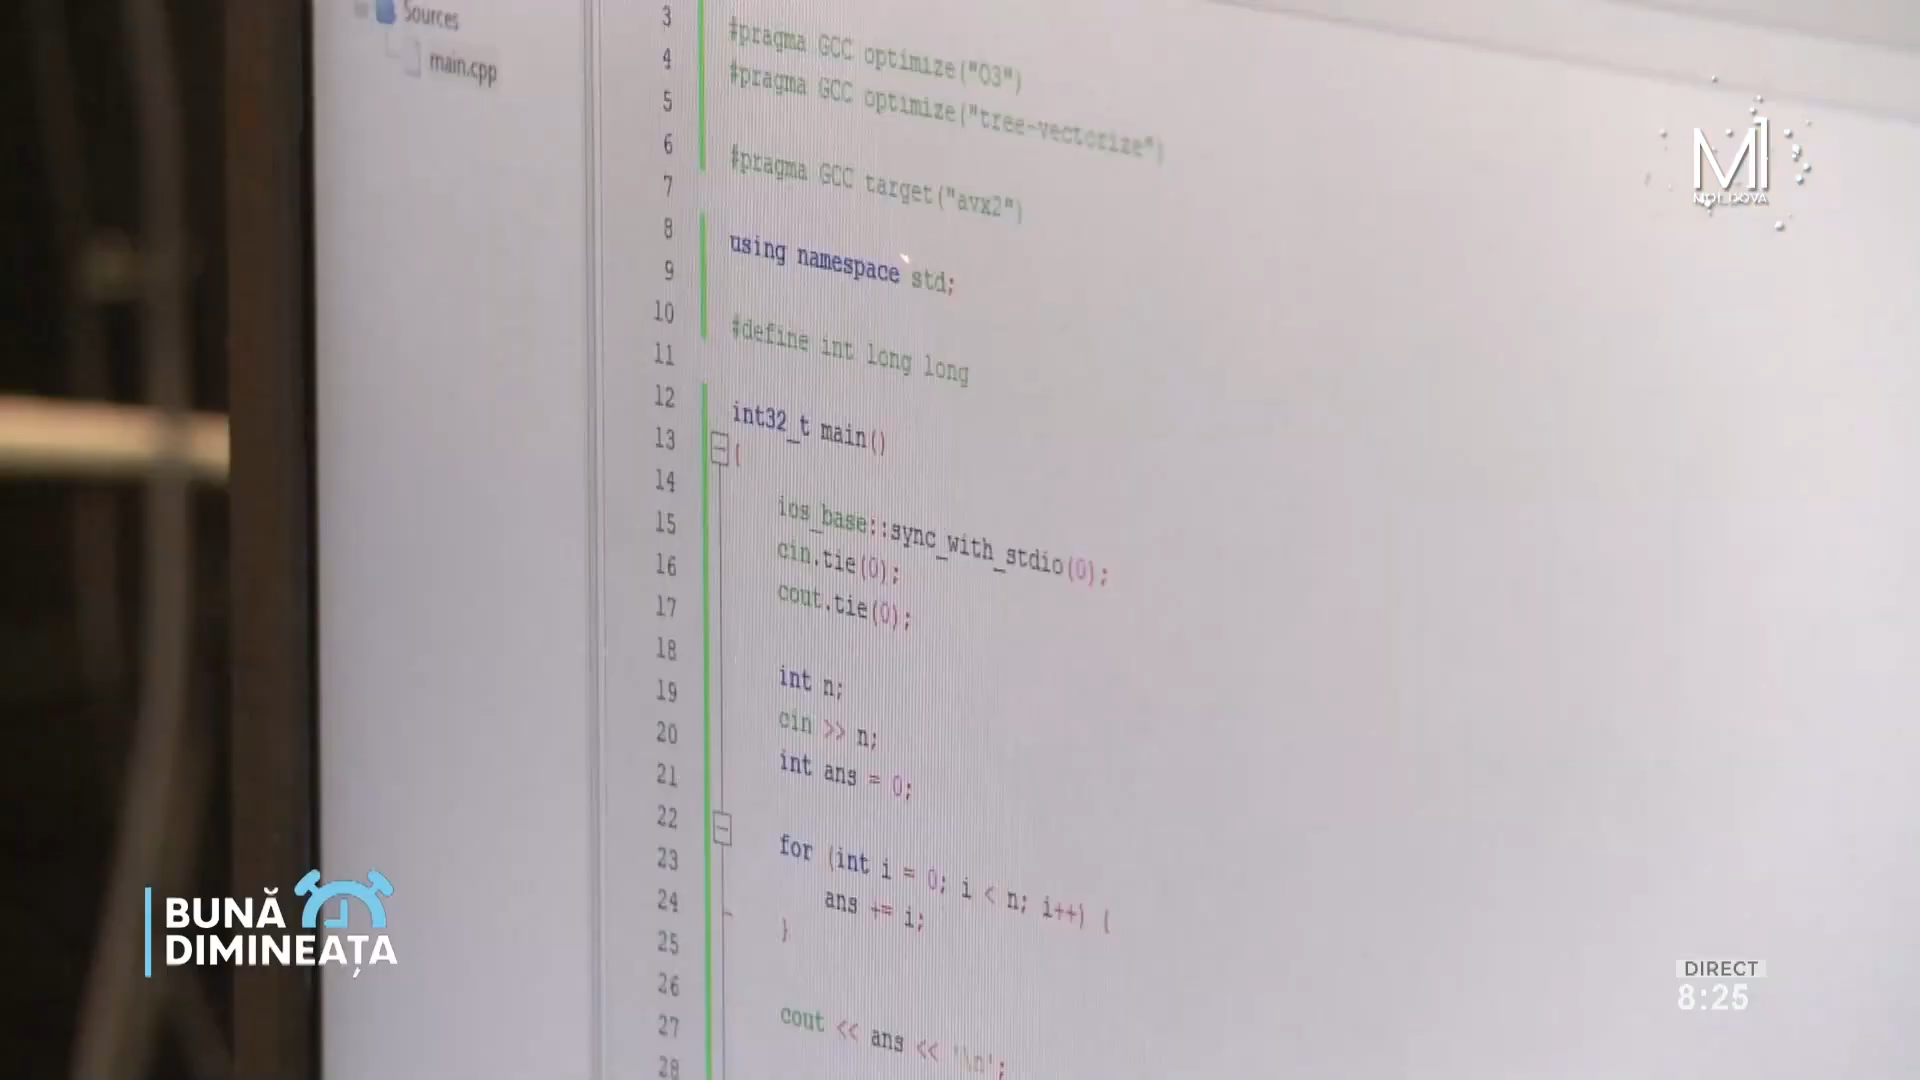 Sources
main.cpp
3
4 #pragma GCC optimize("O3")
5 #pragma GCC optimize("tree-vectorize")
6
7 #pragma GCC target("avx2")
8
9 using namespace std;
10
11 #define int long long
12
13 int32_t main()
14 {
15 ios_base::sync_with_stdio(0);
16 cin.tie(0);
17 cout.tie(0);
18
19 int n;
20 cin >> n;
21 int ans = 0;
22
23 for (int i = 0; i < n; i++) {
24 ans += i;
25 }
26
27 cout << ans << '\n';
28
M1
MOLDOVA
BUNĂ
DIMINEAȚA
DIRECT
8:25